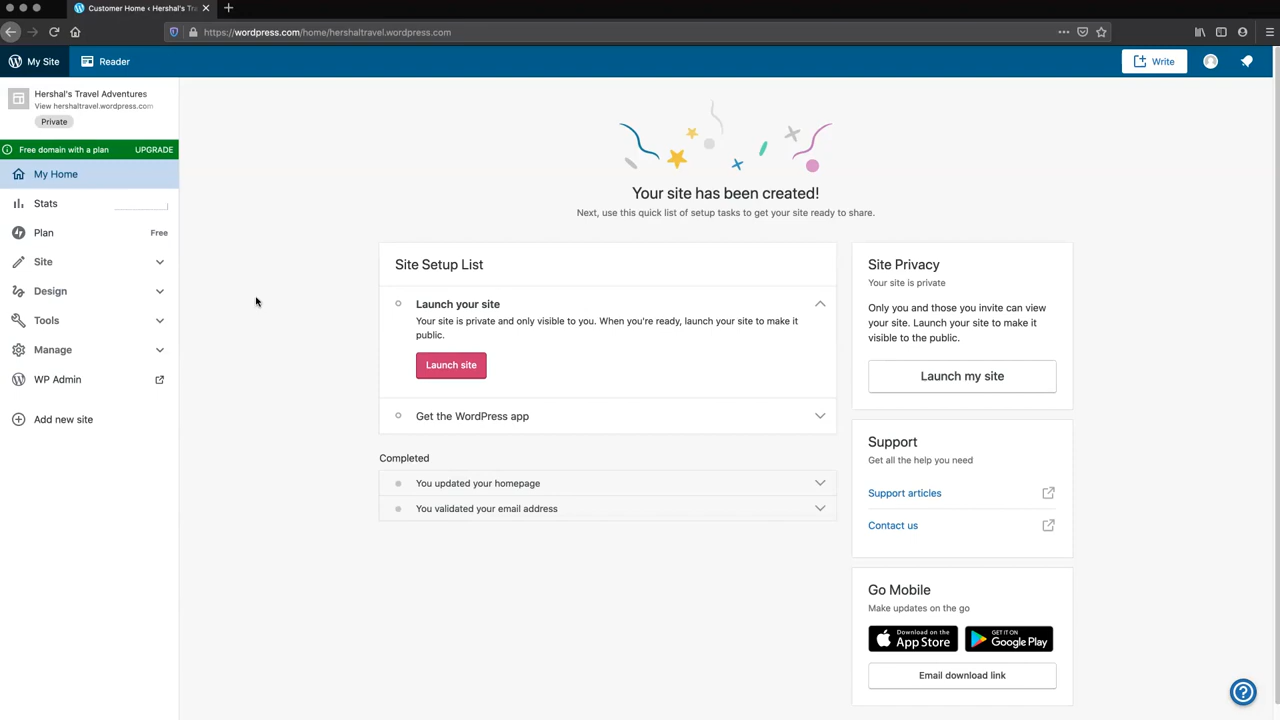 Customer Home ‹ Hershal's Tra
https://wordpress.com/home/hershaltravel.wordpress.com
My Site
Reader
Write
Hershal's Travel Adventures
View hershaltravel.wordpress.com
Private
Free domain with a plan UPGRADE
My Home
Stats
Plan Free
Site
Design
Tools
Manage
WP Admin
Add new site
Your site has been created!
Next, use this quick list of setup tasks to get your site ready to share.
Site Setup List
Launch your site
Your site is private and only visible to you. When you're ready, launch your site to make it
public.
Launch site
Get the WordPress app
Completed
You updated your homepage
You validated your email address
Site Privacy
Your site is private
Only you and those you invite can view
your site. Launch your site to make it
visible to the public.
Launch my site
Support
Get all the help you need
Support articles
Contact us
Go Mobile
Make updates on the go
Download on the
App Store
GET IT ON
Google Play
Email download link